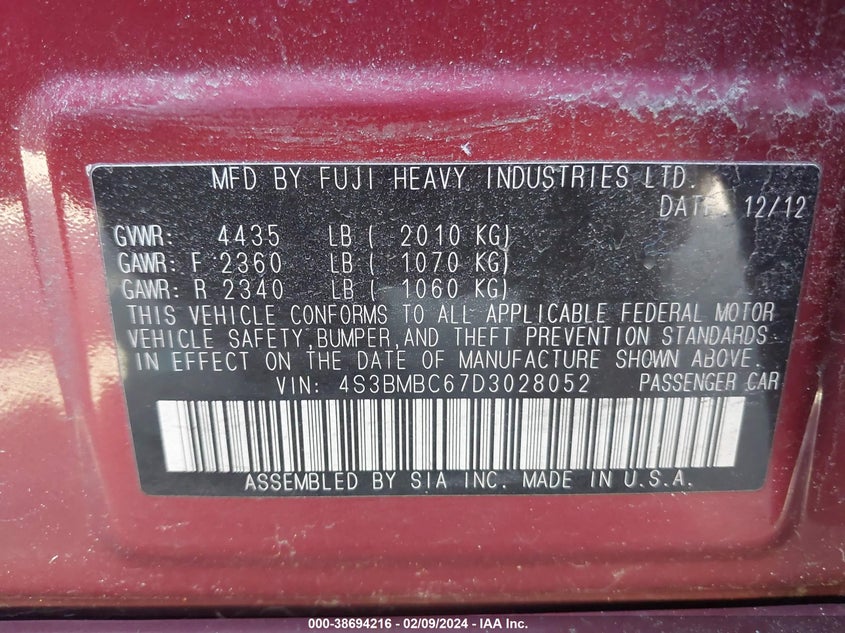 MFD BY FUJI HEAVY INDUSTRIES LTD.
DAT 12/12
GVWR: 4435 LB ( 2010 KG)
GAWR: F 2360 LB ( 1070 KG)
GAWR: R 2340 LB ( 1060 KG)
THIS VEHICLE CONFORMS TO ALL APPLICABLE FEDERAL MOTOR
VEHICLE SAFETY,BUMPER,AND THEFT PREVENTION STANDARDS
IN EFFECT ON THE DATE OF MANUFACTURE SHOWN ABOVE.
VIN: 4S3BMBC67D3028052 PASSENGER CAR
ASSEMBLED BY SIA INC. MADE IN U.S.A.
000-38694216 - 02/09/2024 - IAA Inc.